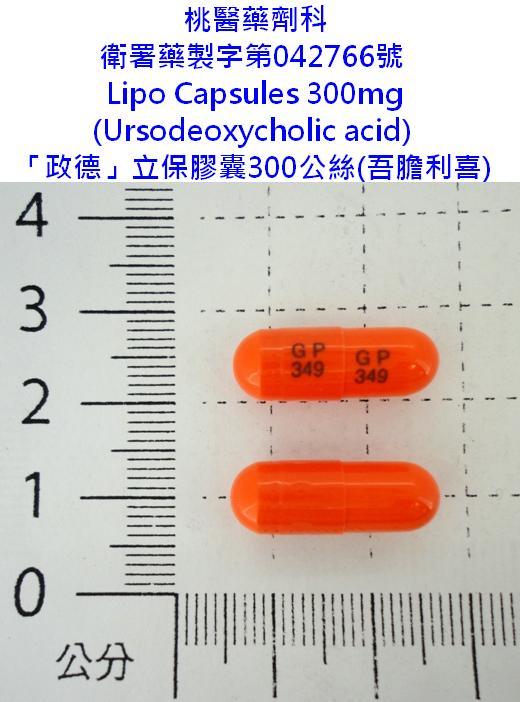 桃醫藥劑科
衛署藥製字第042766號
Lipo Capsules 300mg
(Ursodeoxycholic acid)
「政德」立保膠囊300公絲(吾膽利喜)
4
3
G P
349
G P
349
2
1
0
公分